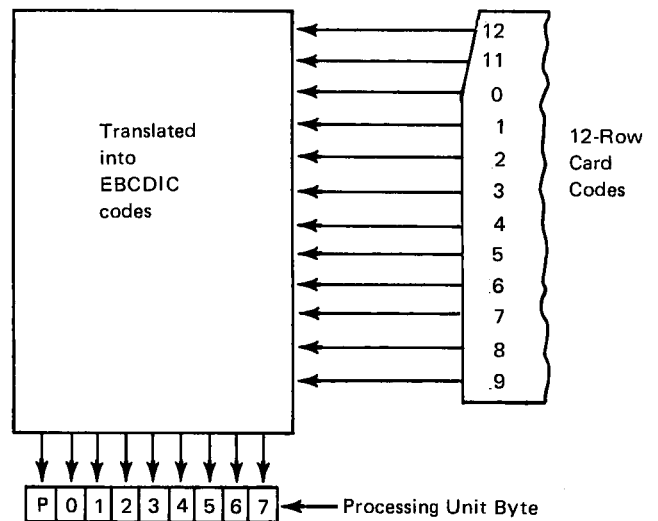 12
11
0
1
2
3
4
5
6
7
8
9
Translated
into
EBCDIC
codes
12-Row
Card
Codes
P 0 1 2 3 4 5 6 7
Processing Unit Byte